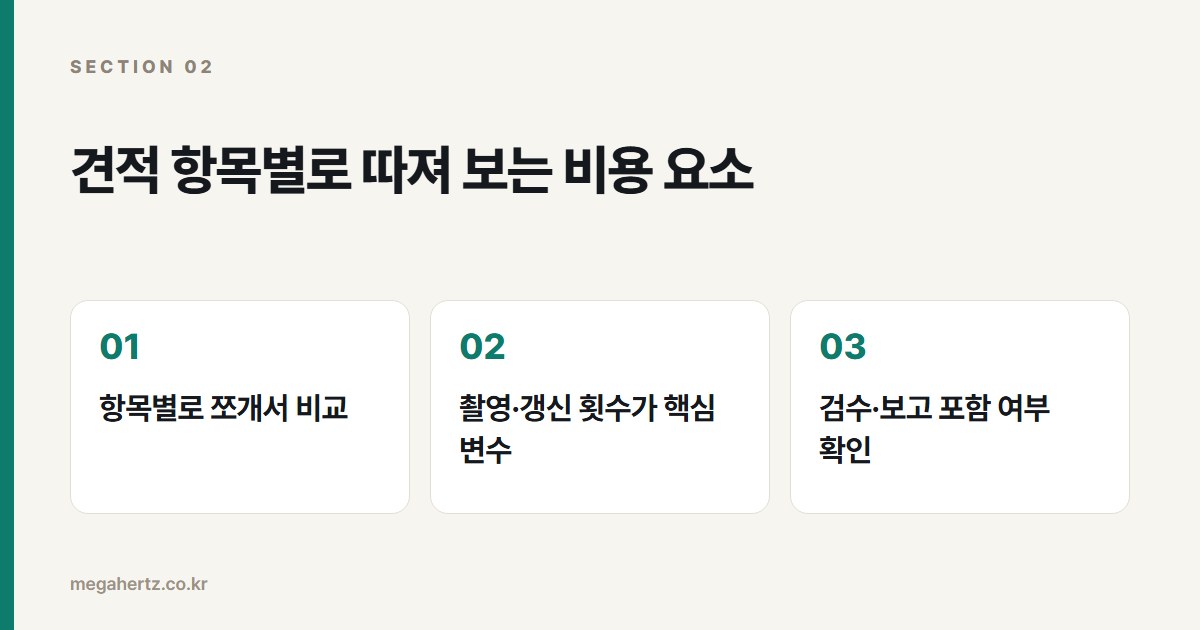 SECTION 02
견적 항목별로 따져 보는 비용 요소
01
항목별로 쪼개서 비교
02
촬영·갱신 횟수가 핵심
변수
03
검수·보고 포함 여부
확인
megahertz.co.kr